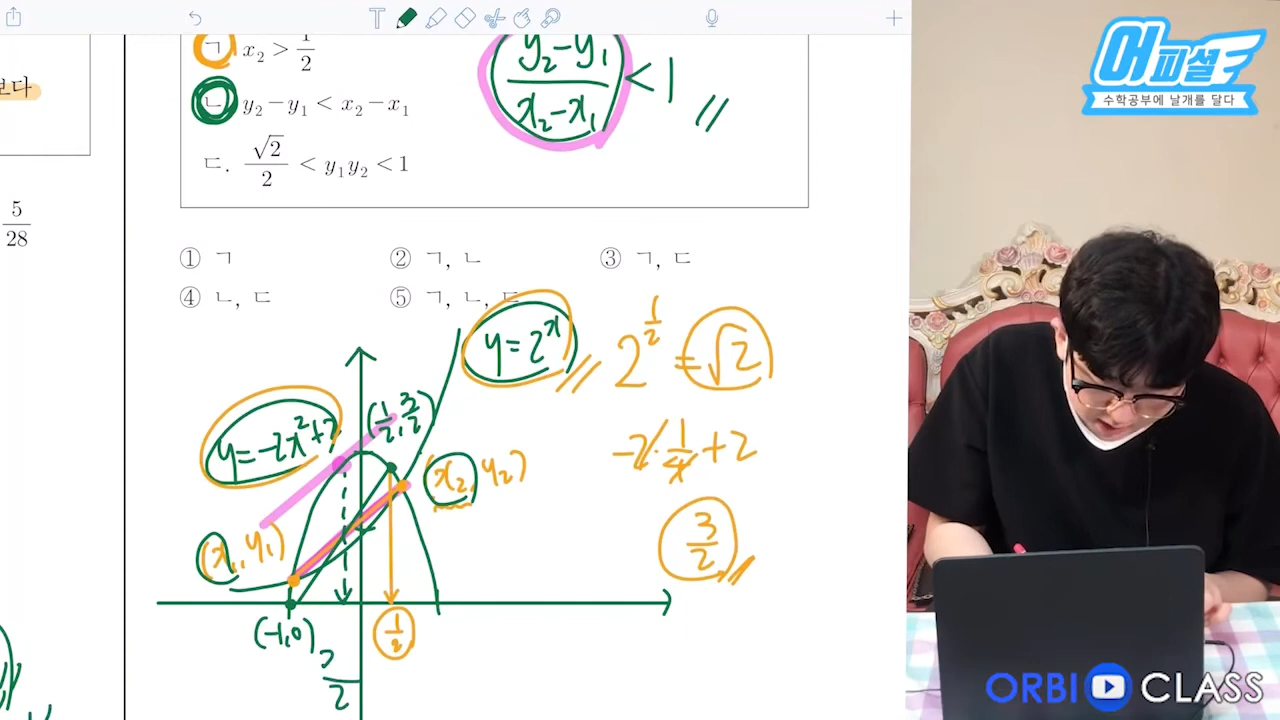 보다
5/28
ㄱ x₂ > 1/2
ㄴ y₂-y₁ < x₂-x₁
ㄷ. √2/2 < y₁y₂ < 1
(y₂-y₁)/(x₂-x₁) < 1 //
① ㄱ ② ㄱ, ㄴ ③ ㄱ, ㄷ
④ ㄴ, ㄷ ⑤ ㄱ, ㄴ, ㄷ
y=2ˣ
2^(1/2) = √2
y=-2x²+2
(1/2, 3/2)
-2·1/4+2
(x₂, y₂)
(x₁, y₁)
3/2
(-1,0)
1/2
3/2
어피셜
수학공부에 날개를 달다
ORBI CLASS